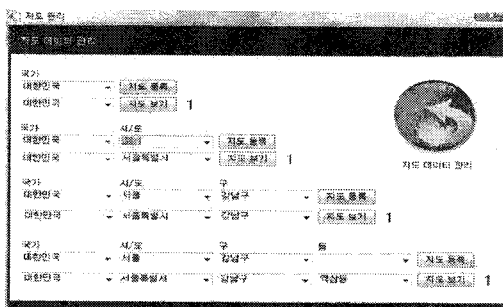 지도 관리
지도 데이터 관리
국가
대한민국 지도 등록
대한민국 지도 보기 1
국가 시/도
대한민국 지도 등록
대한민국 서울특별시 지도 보기 1
지도 데이터 관리
국가 시/도 구
대한민국 서울 강남구 지도 등록
대한민국 서울특별시 강남구 지도 보기 1
국가 시/도 구 동
대한민국 서울 강남구 지도 등록
대한민국 서울특별시 강남구 역삼동 지도 보기 1